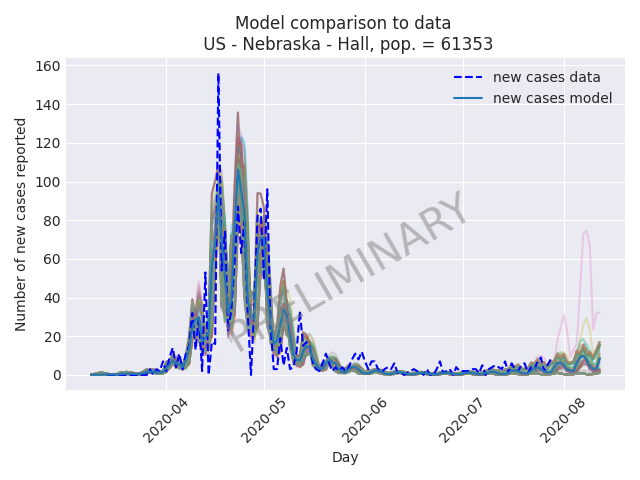 Model comparison to data
US - Nebraska - Hall, pop. = 61353
new cases data
new cases model
PRELIMINARY
Number of new cases reported
160
140
120
100
80
60
40
20
0
2020-04
2020-05
2020-06
2020-07
2020-08
Day